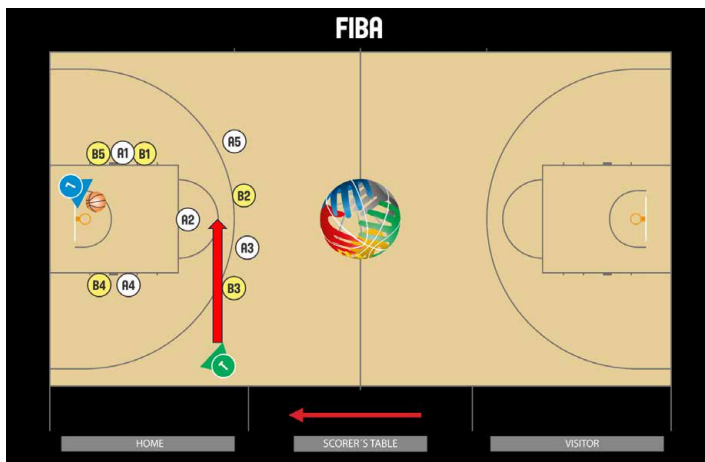 FIBA
A5
B5 A1 B1
B2
A2
A3
B4 A4
B3
T
HOME
SCORER´S TABLE
VISITOR